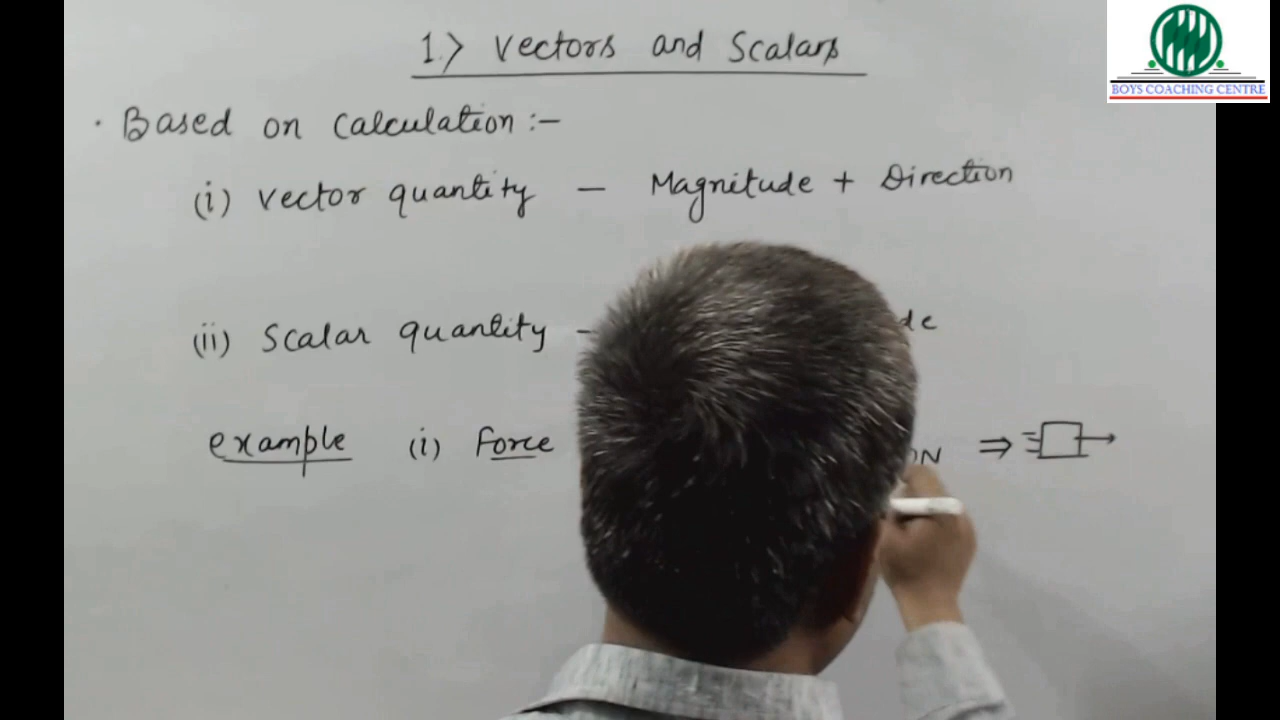 1.) Vectors and Scalars
BOYS COACHING CENTRE
· Based on Calculation :-
(i) Vector quantity - Magnitude + Direction
(ii) Scalar quantity -
example (i) Force ⇒